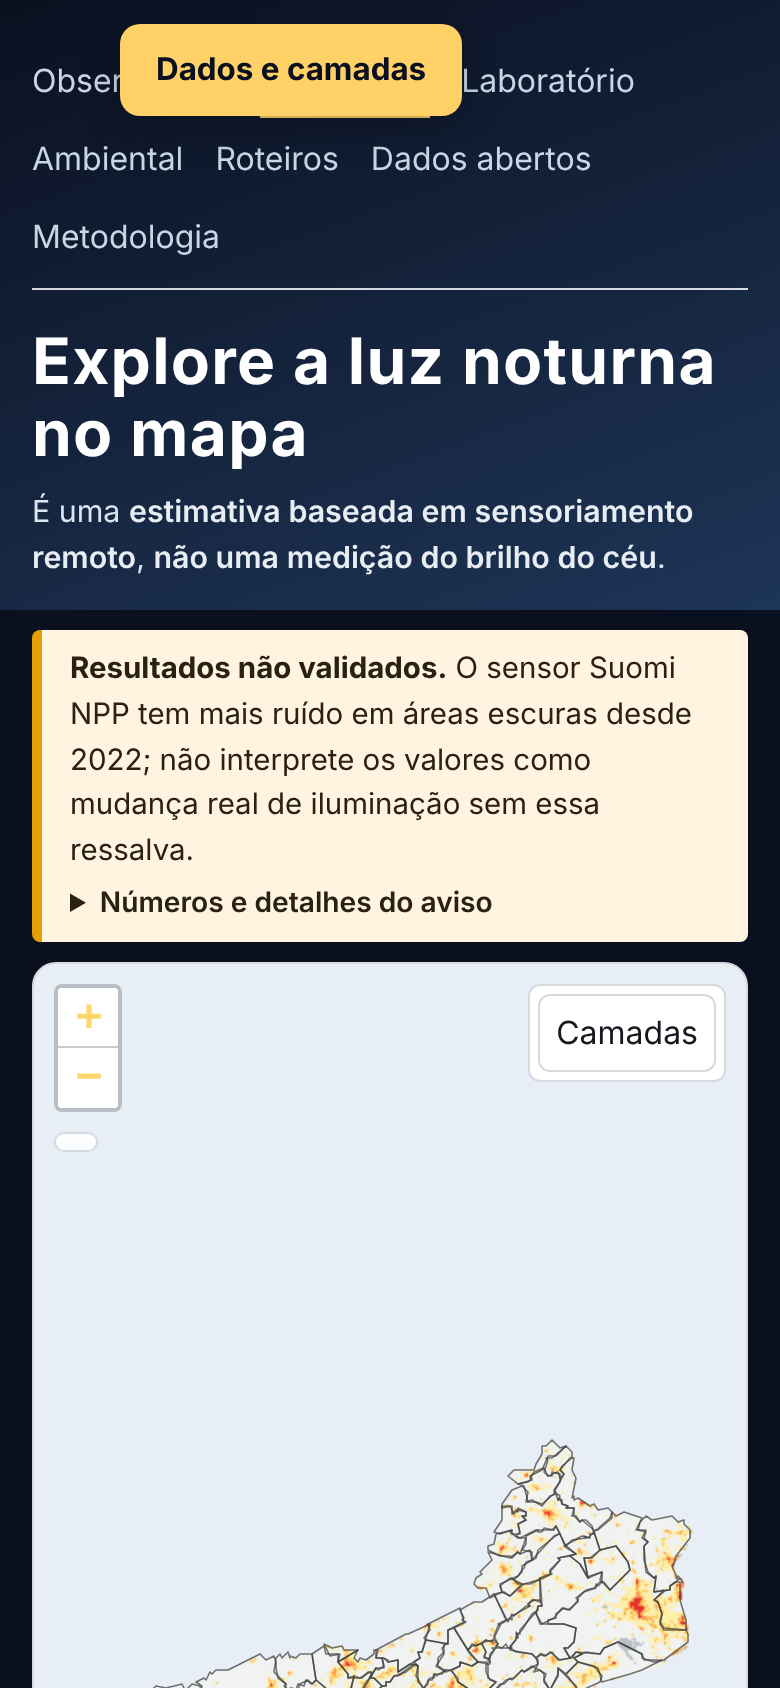 Dados e camadas
Laboratório
Ambiental Roteiros Dados abertos
Metodologia
Explore a luz noturna
no mapa
É uma estimativa baseada em sensoriamento
remoto, não uma medição do brilho do céu.
Resultados não validados. O sensor Suomi
NPP tem mais ruído em áreas escuras desde
2022; não interprete os valores como
mudança real de iluminação sem essa
ressalva.
Números e detalhes do aviso
+
Camadas
−